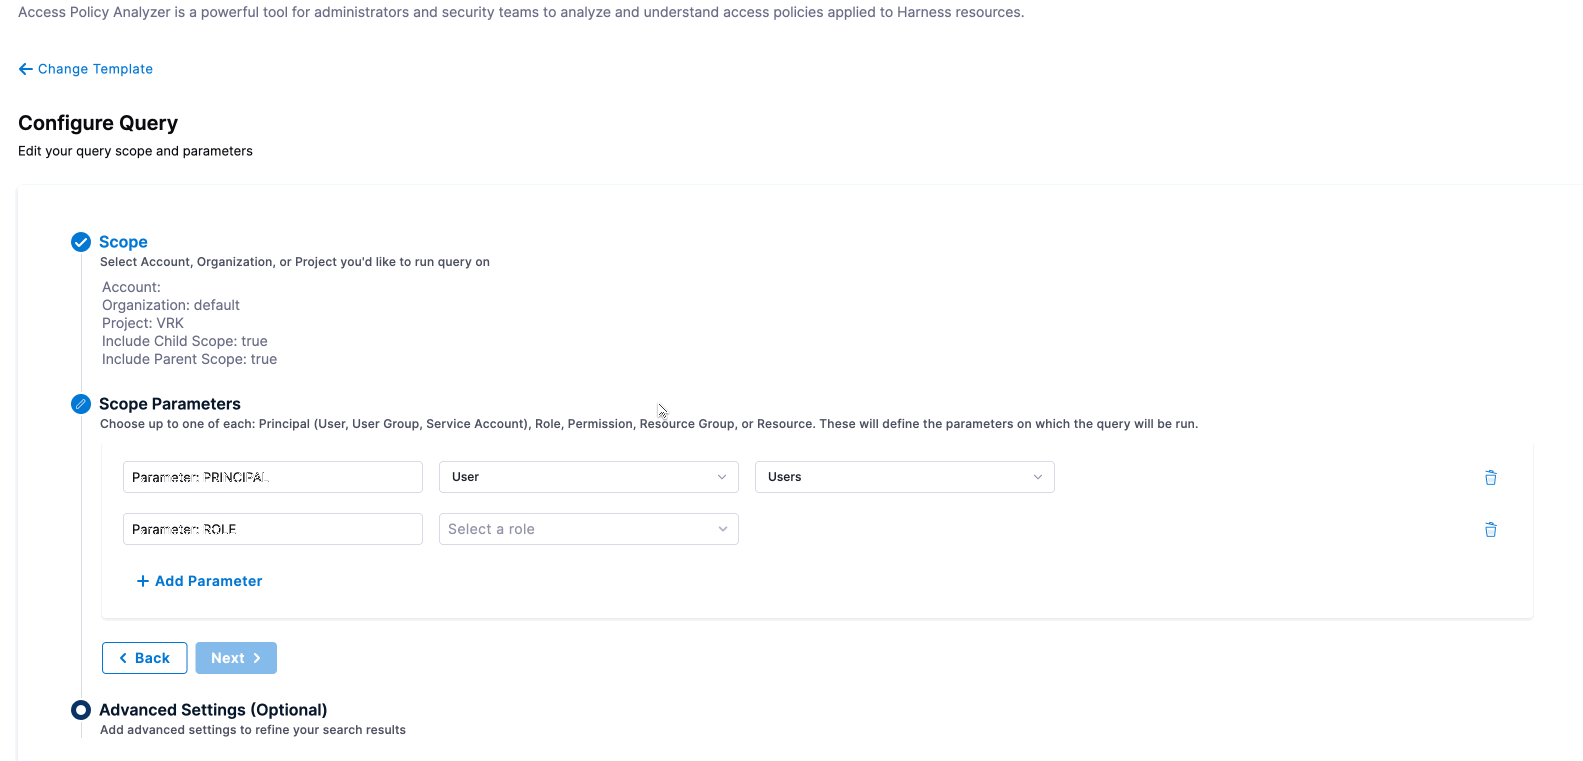 Access Policy Analyzer is a powerful tool for administrators and security teams to analyze and understand access policies applied to Harness resources.
Change Template
Configure Query
Edit your query scope and parameters
Scope
Select Account, Organization, or Project you'd like to run query on
Account:
Organization: default
Project: VRK
Include Child Scope: true
Include Parent Scope: true
Scope Parameters
Choose up to one of each: Principal (User, User Group, Service Account), Role, Permission, Resource Group, or Resource. These will define the parameters on which the query will be run.
Parameter: PRINCIPAL User Users
Parameter: ROLE Select a role
Add Parameter
Back Next
Advanced Settings (Optional)
Add advanced settings to refine your search results